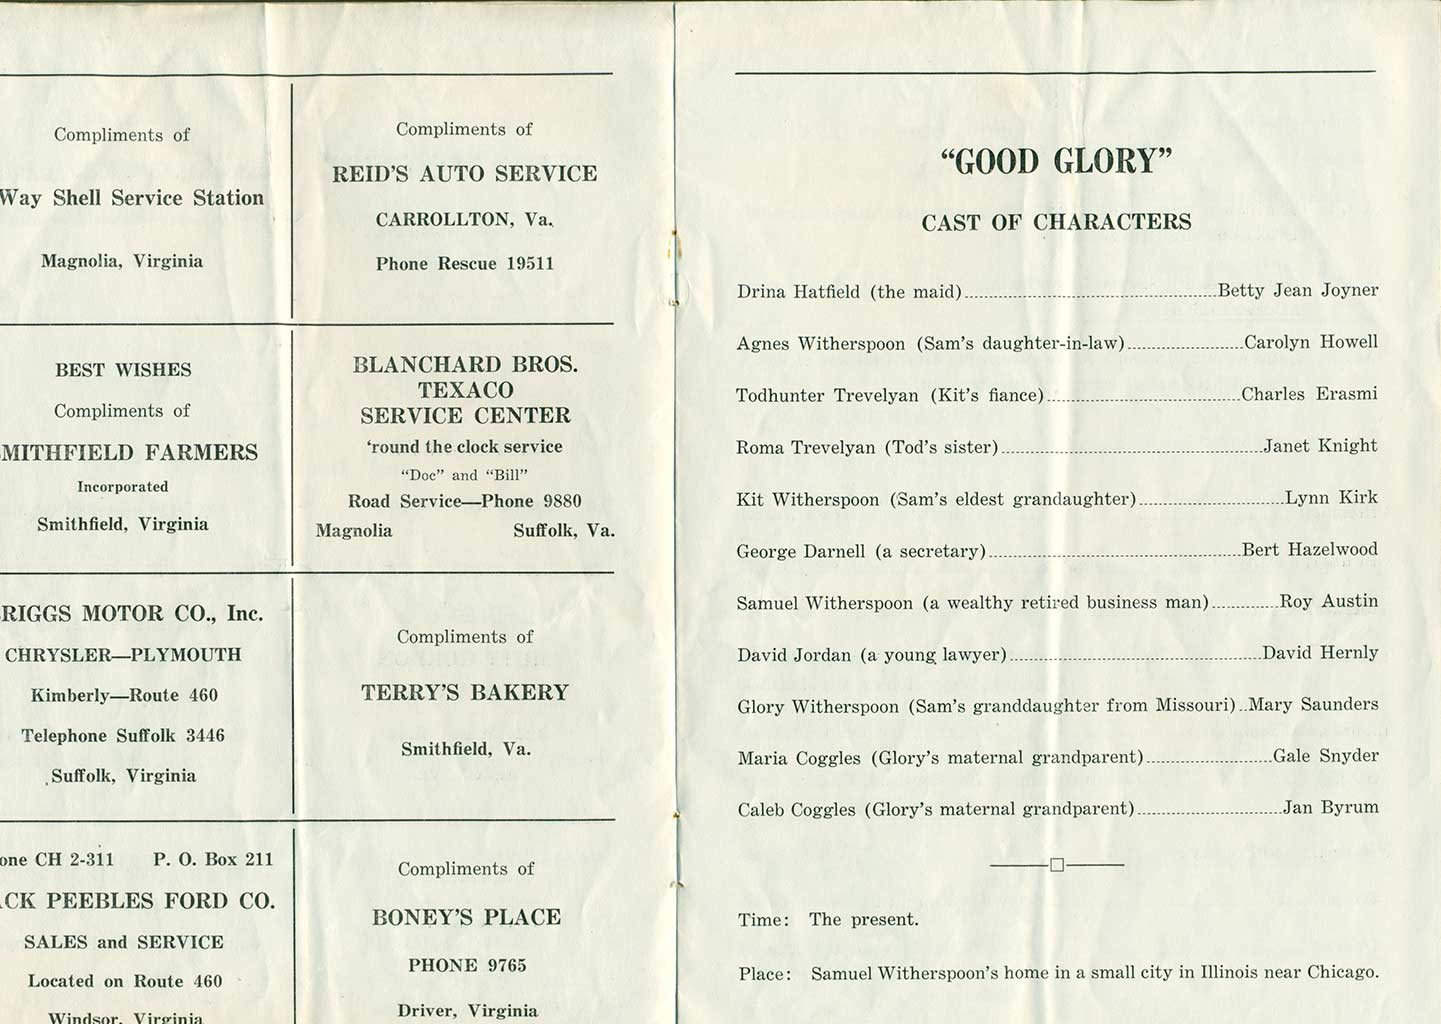 Compliments of
Way Shell Service Station
Magnolia, Virginia
BEST WISHES
Compliments of
MITHFIELD FARMERS
Incorporated
Smithfield, Virginia
RIGGS MOTOR CO., Inc.
CHRYSLER—PLYMOUTH
Kimberly—Route 460
Telephone Suffolk 3446
Suffolk, Virginia
one CH 2-311 P. O. Box 211
CK PEEBLES FORD CO.
SALES and SERVICE
Located on Route 460
Windsor, Virginia
Compliments of
REID'S AUTO SERVICE
CARROLLTON, Va.
Phone Rescue 19511
BLANCHARD BROS.
TEXACO
SERVICE CENTER
'round the clock service
"Doc" and "Bill"
Road Service—Phone 9880
Magnolia Suffolk, Va.
Compliments of
TERRY'S BAKERY
Smithfield, Va.
Compliments of
BONEY'S PLACE
PHONE 9765
Driver, Virginia
"GOOD GLORY"
CAST OF CHARACTERS
Drina Hatfield (the maid) Betty Jean Joyner
Agnes Witherspoon (Sam's daughter-in-law) Carolyn Howell
Todhunter Trevelyan (Kit's fiance) Charles Erasmi
Roma Trevelyan (Tod's sister) Janet Knight
Kit Witherspoon (Sam's eldest grandaughter) Lynn Kirk
George Darnell (a secretary) Bert Hazelwood
Samuel Witherspoon (a wealthy retired business man) Roy Austin
David Jordan (a young lawyer) David Hernly
Glory Witherspoon (Sam's granddaughter from Missouri) Mary Saunders
Maria Coggles (Glory's maternal grandparent) Gale Snyder
Caleb Coggles (Glory's maternal grandparent) Jan Byrum
Time: The present.
Place: Samuel Witherspoon's home in a small city in Illinois near Chicago.